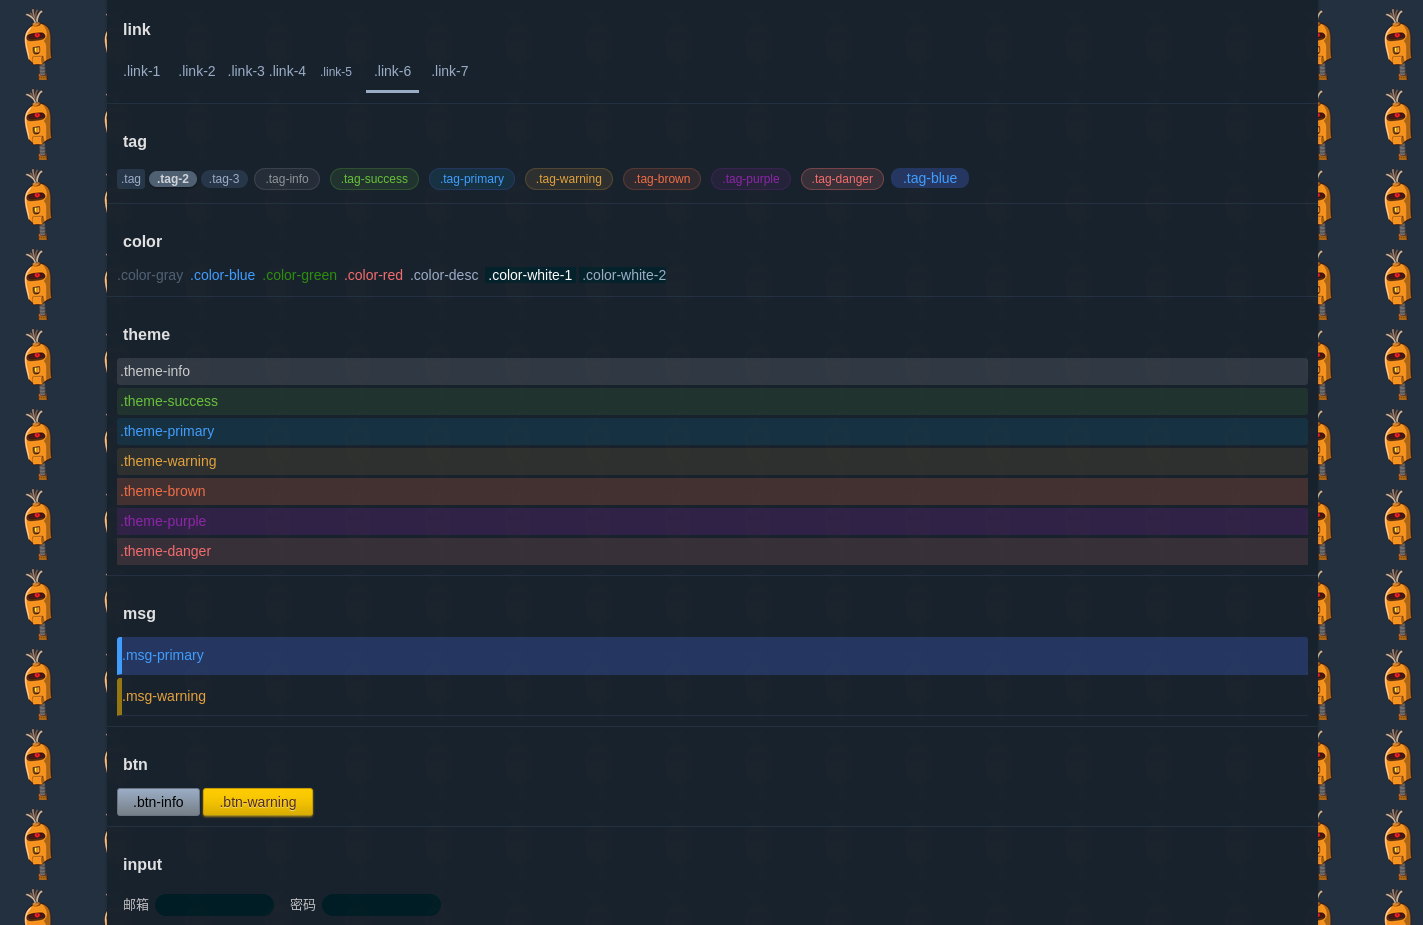 link
.link-1 .link-2 .link-3 .link-4 .link-5 .link-6 .link-7
tag
.tag .tag-2 .tag-3 .tag-info .tag-success .tag-primary .tag-warning .tag-brown .tag-purple .tag-danger .tag-blue
color
.color-gray .color-blue .color-green .color-red .color-desc .color-white-1 .color-white-2
theme
.theme-info
.theme-success
.theme-primary
.theme-warning
.theme-brown
.theme-purple
.theme-danger
msg
.msg-primary
.msg-warning
btn
.btn-info .btn-warning
input
邮箱 密码